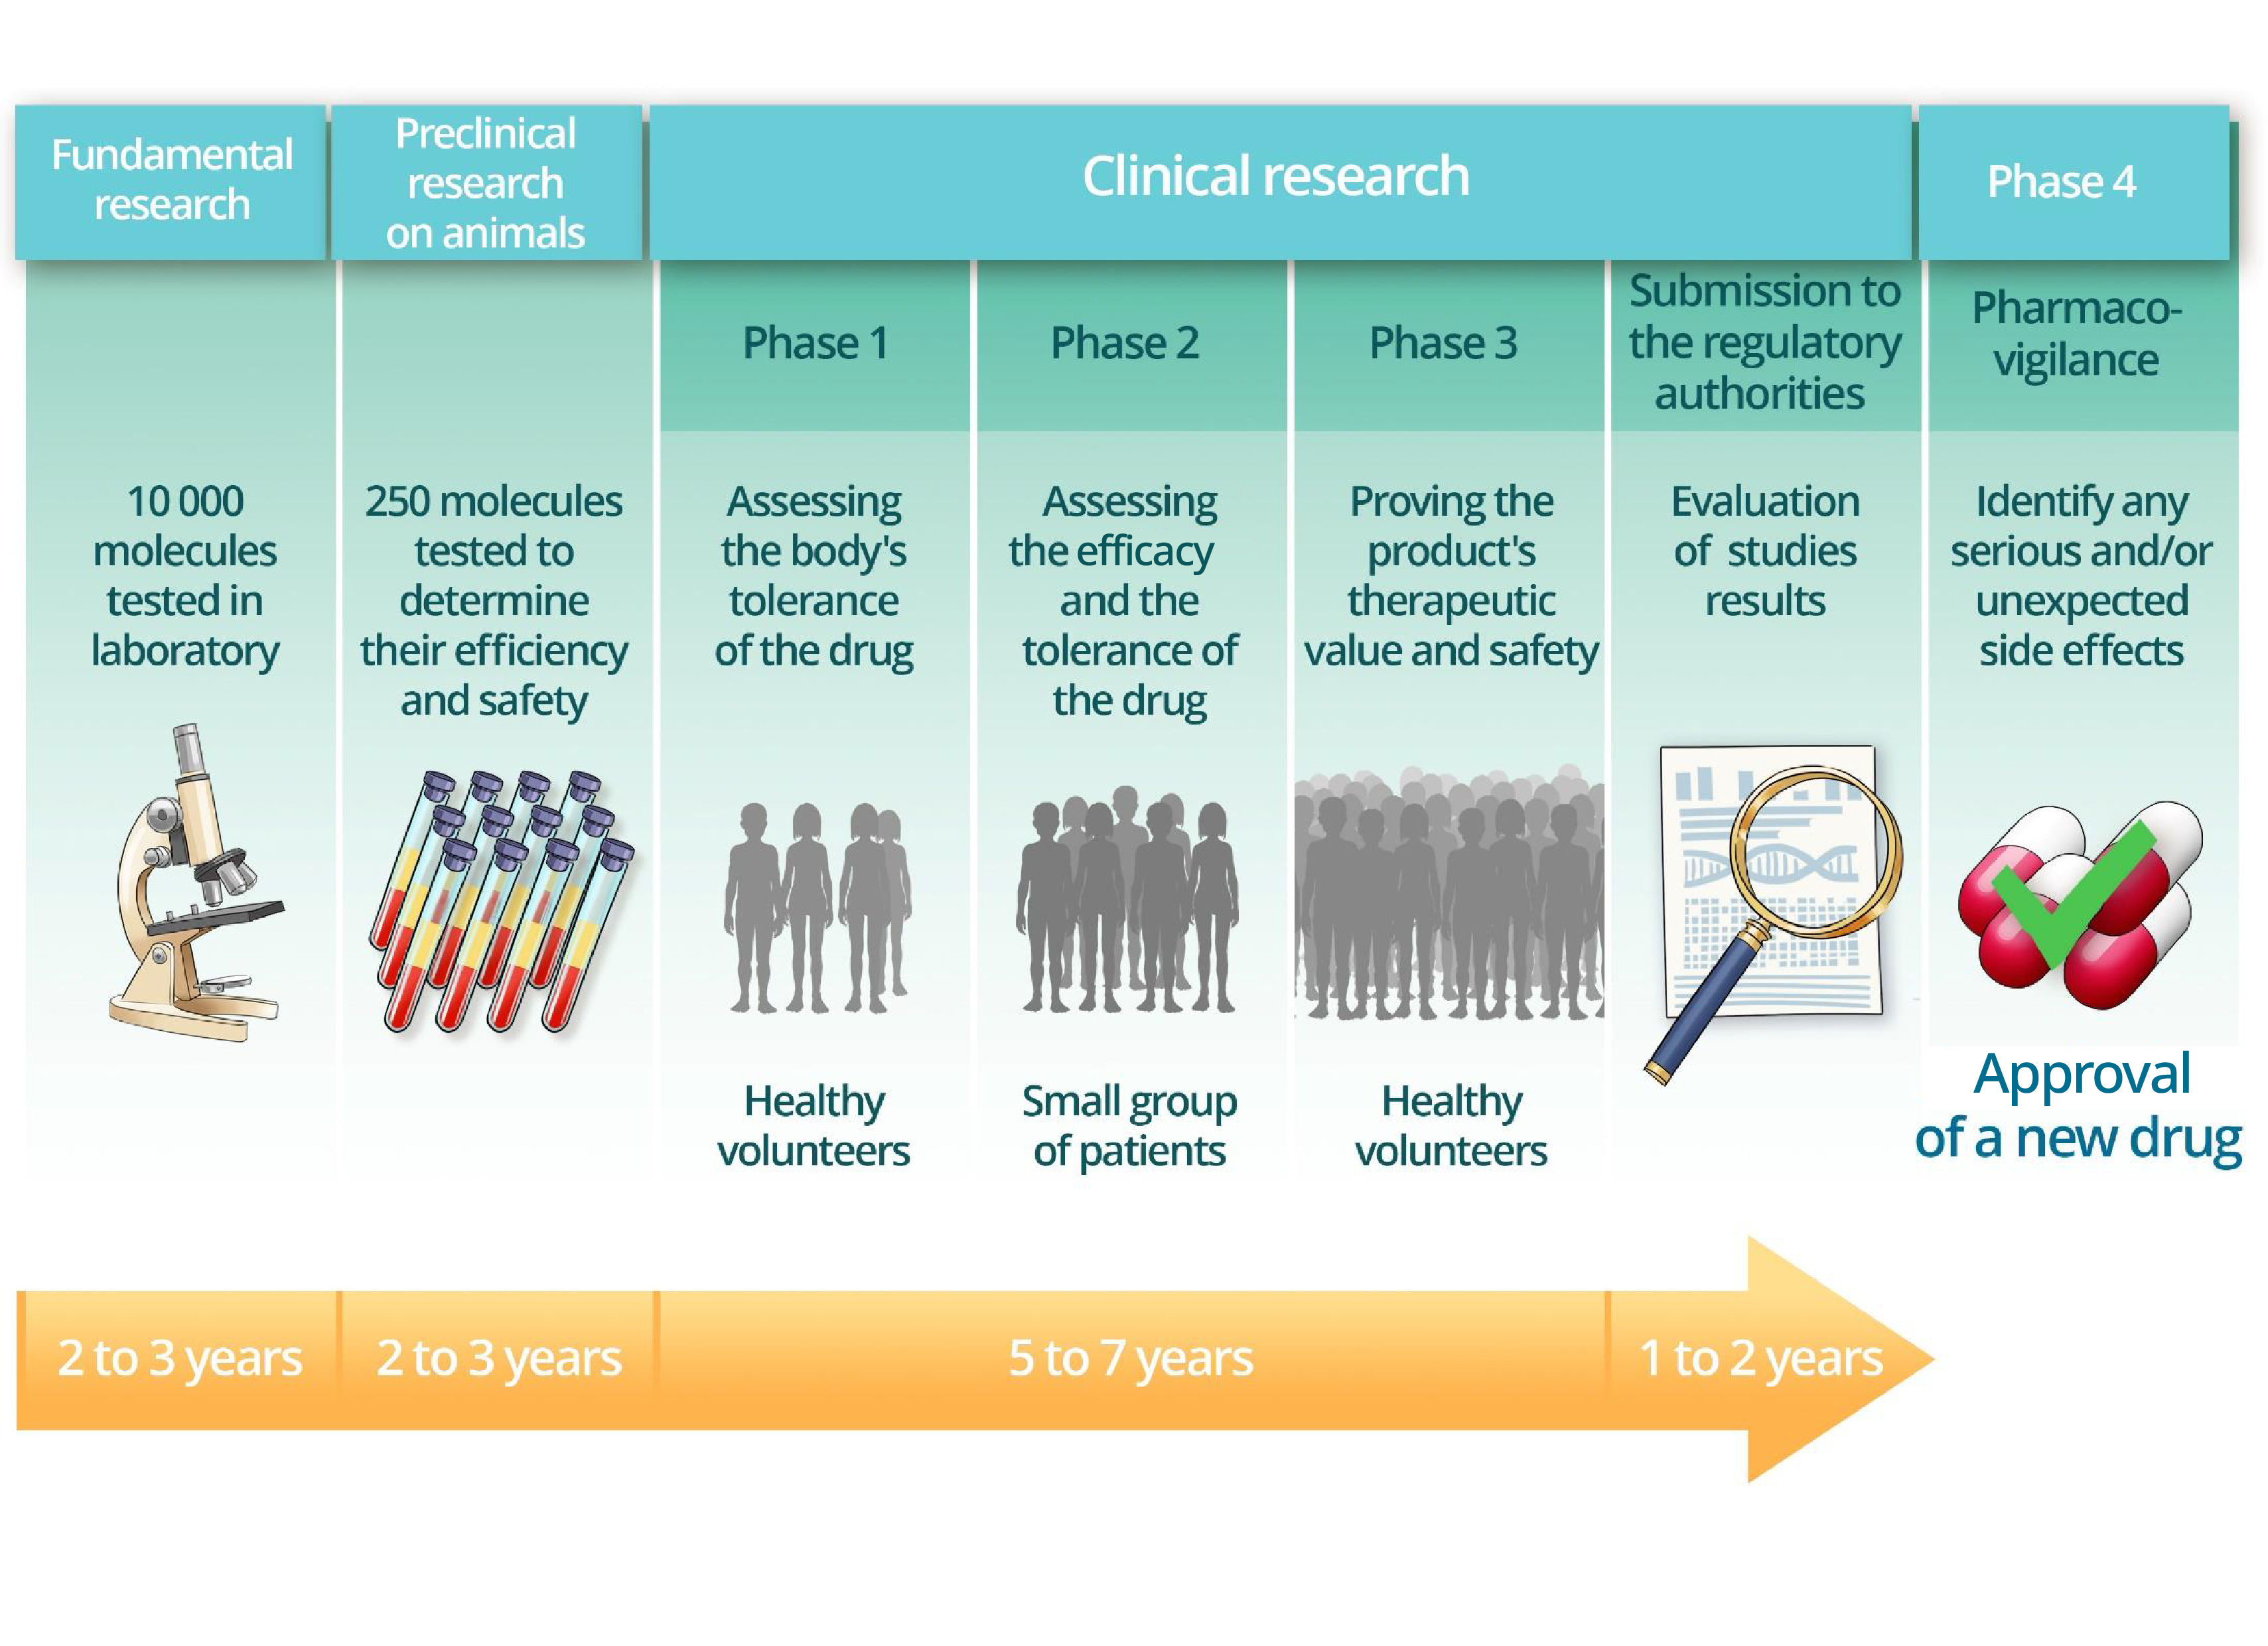 Fundamental
research
Preclinical
research
on animals
Clinical research
Phase 4
Phase 1
Phase 2
Phase 3
Submission to
the regulatory
authorities
Pharmaco-
vigilance
10 000
molecules
tested in
laboratory
250 molecules
tested to
determine
their efficiency
and safety
Assessing
the body's
tolerance
of the drug
Assessing
the efficacy
and the
tolerance of
the drug
Proving the
product's
therapeutic
value and safety
Evaluation
of studies
results
Identify any
serious and/or
unexpected
side effects
Healthy
volunteers
Small group
of patients
Healthy
volunteers
Approval
of a new drug
2 to 3 years
2 to 3 years
5 to 7 years
1 to 2 years